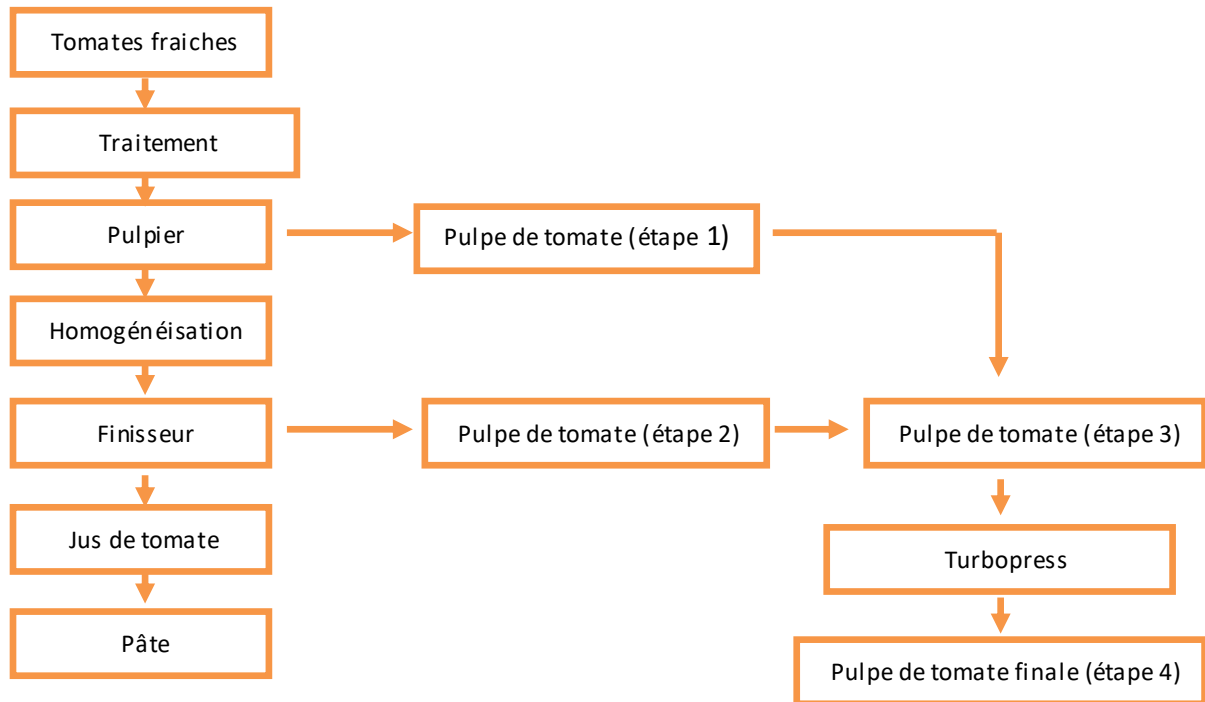 Tomates fraiches
Traitement
Pulpier
Pulpe de tomate (étape 1)
Homogénéisation
Finisseur
Pulpe de tomate (étape 2)
Pulpe de tomate (étape 3)
Jus de tomate
Turbopress
Pâte
Pulpe de tomate finale (étape 4)